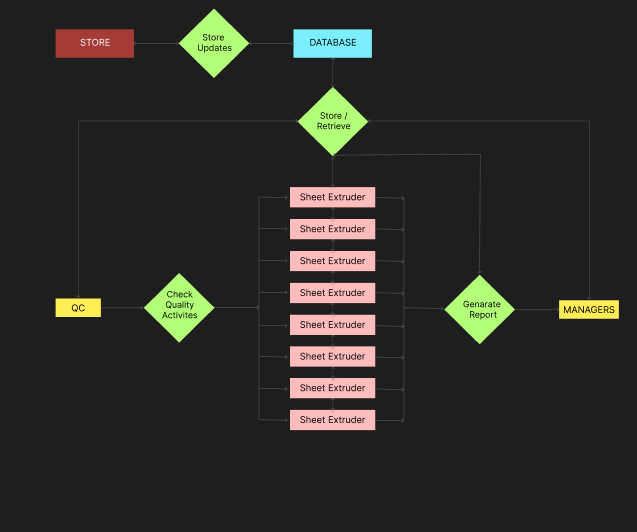 STORE
Store
Updates
DATABASE
Store /
Retrieve
Sheet Extruder
Sheet Extruder
Sheet Extruder
Sheet Extruder
Sheet Extruder
Sheet Extruder
Sheet Extruder
Sheet Extruder
QC
Check
Quality
Activites
Genarate
Report
MANAGERS